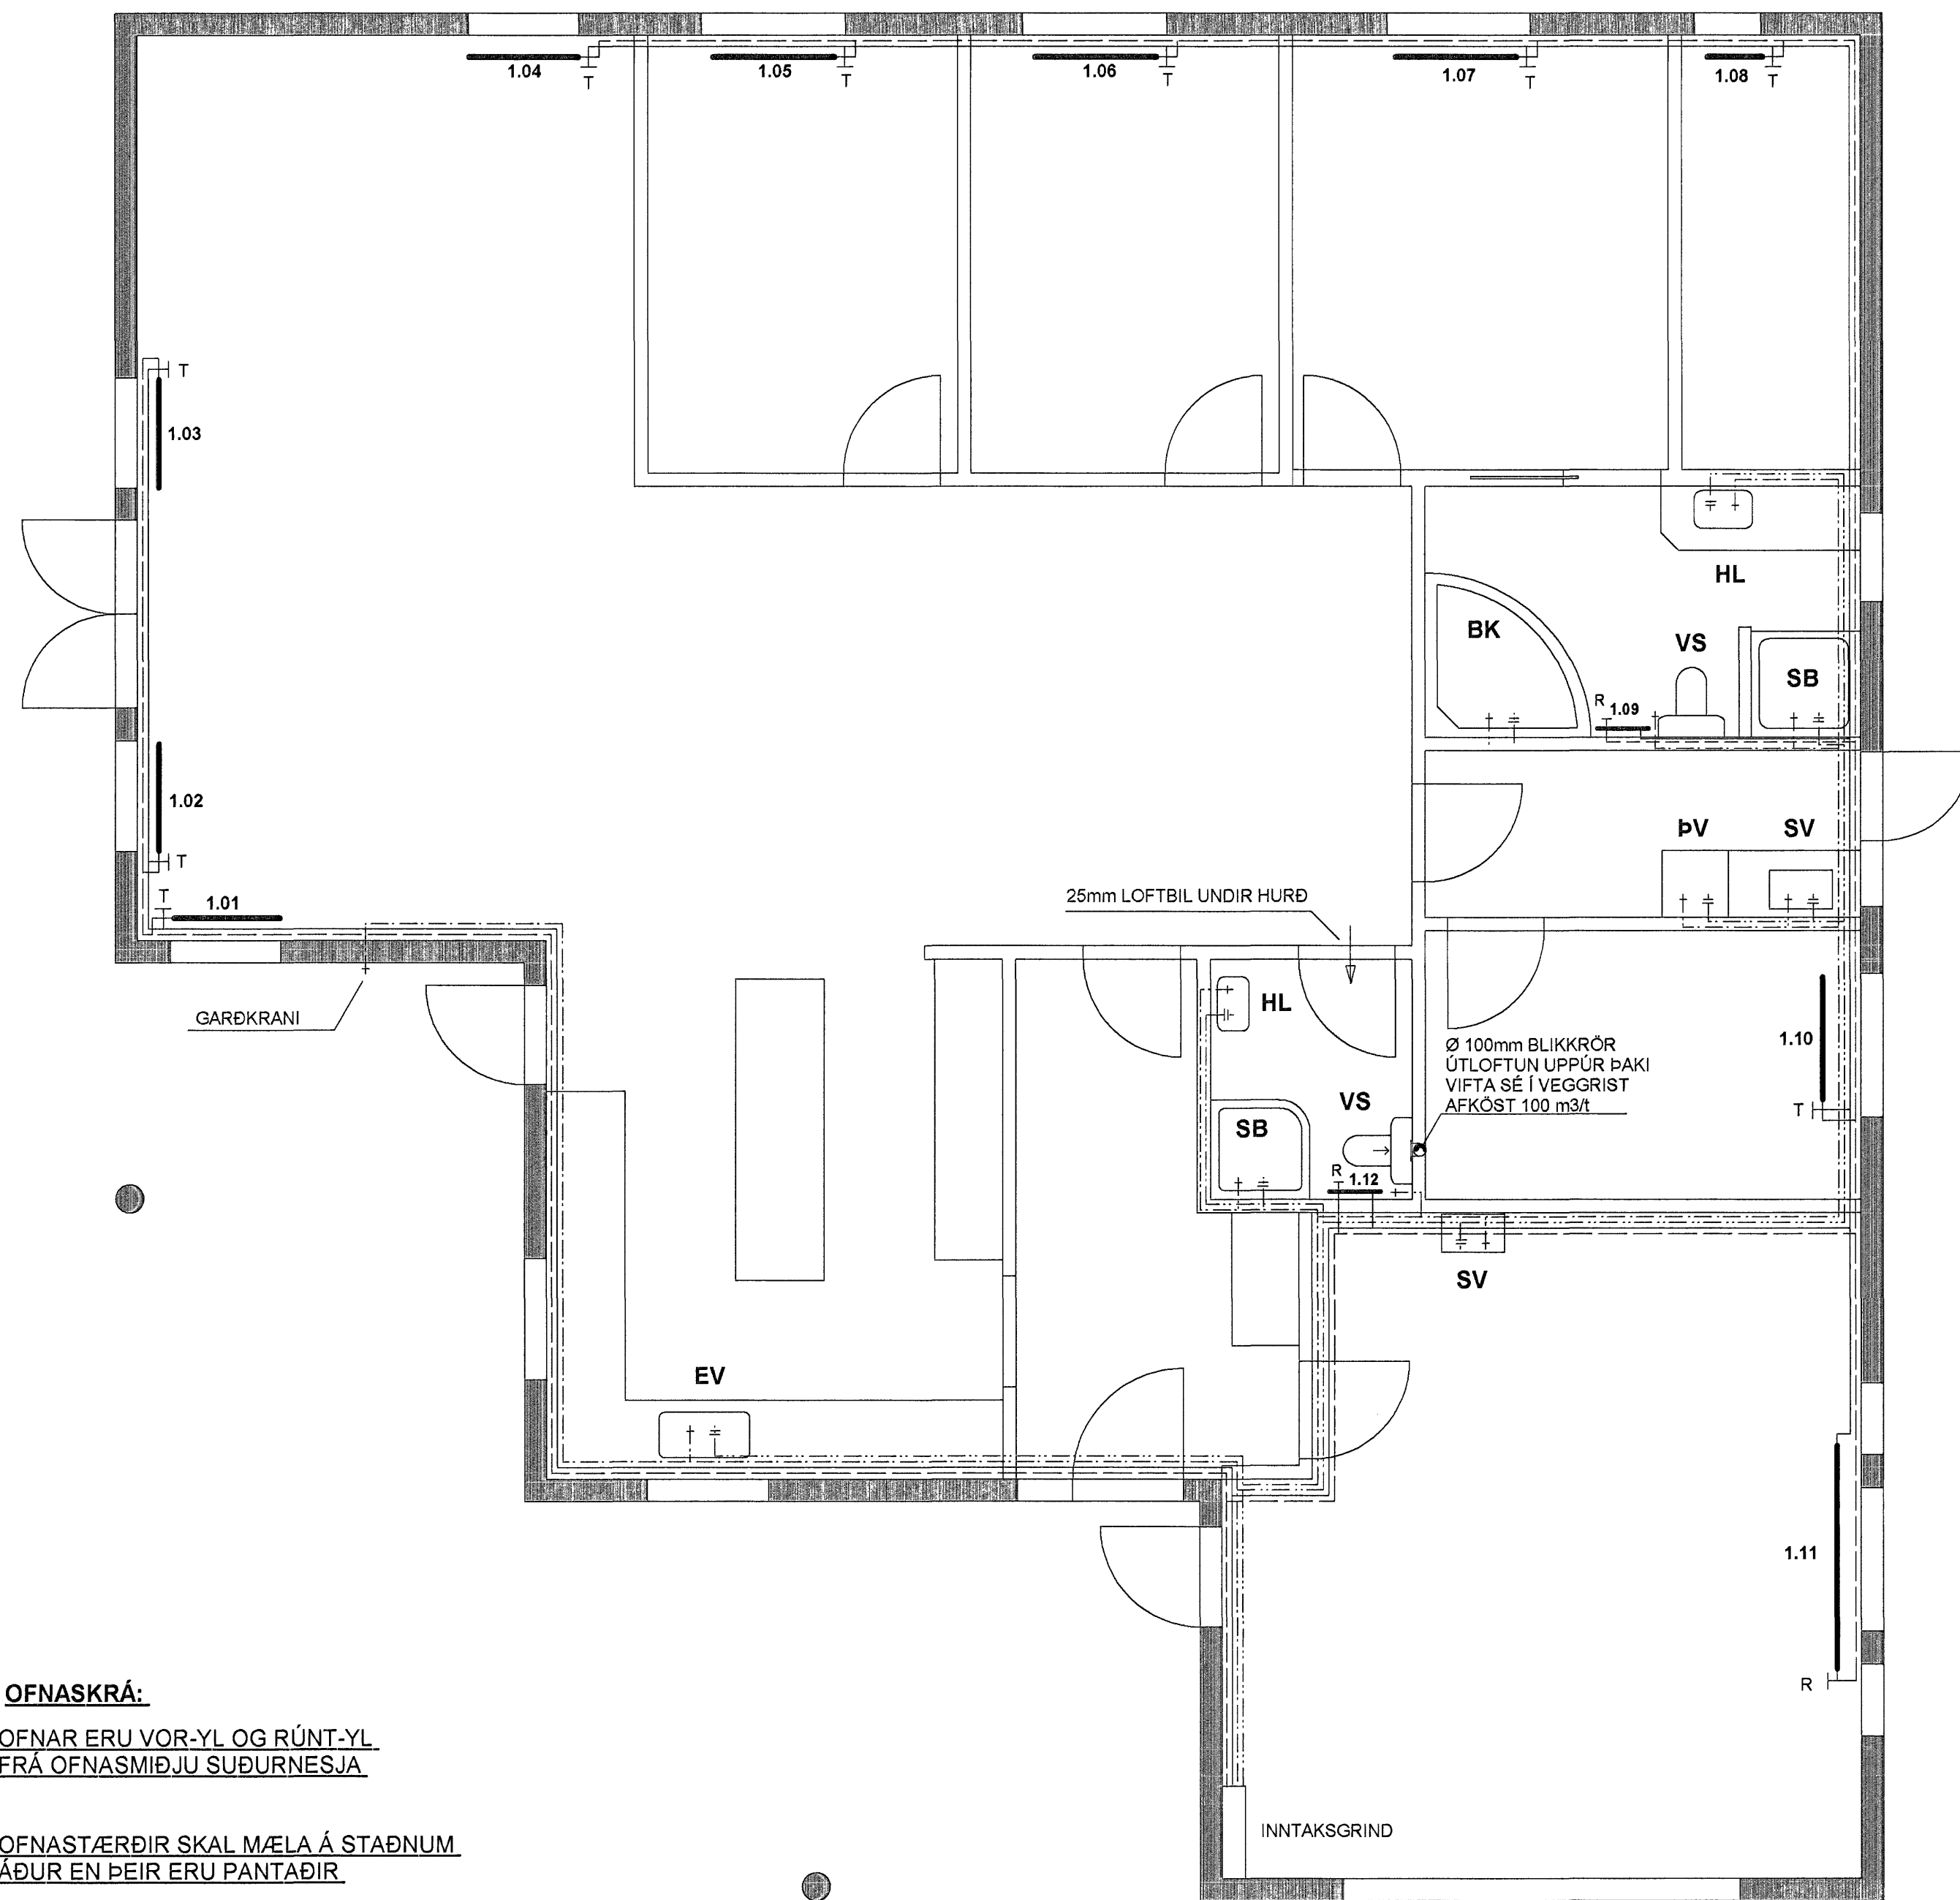 1.04
T
1.05
T
1.06
T
1.07
T
1.08
T
T
1.03
1.02
T
T
1.01
GARÐKRANI
HL
BK
VS
SB
R
1.09
ÞV
SV
25mm LOFTBIL UNDIR HURÐ
HL
VS
SB
R
1.12
Ø 100mm BLIKKRÖR
ÚTLOFTUN UPPÚR ÞAKI
VIFTA SÉ Í VEGGRIST
AFKÖST 100 m3/t
1.10
T
SV
EV
1.11
R
INNTAKSGRIND
OFNASKRÁ:
OFNAR ERU VOR-YL OG RÚNT-YL
FRÁ OFNASMIÐJU SUÐURNESJA
OFNASTÆRÐIR SKAL MÆLA Á STAÐNUM
ÁÐUR EN ÞEIR ERU PANTAÐIR